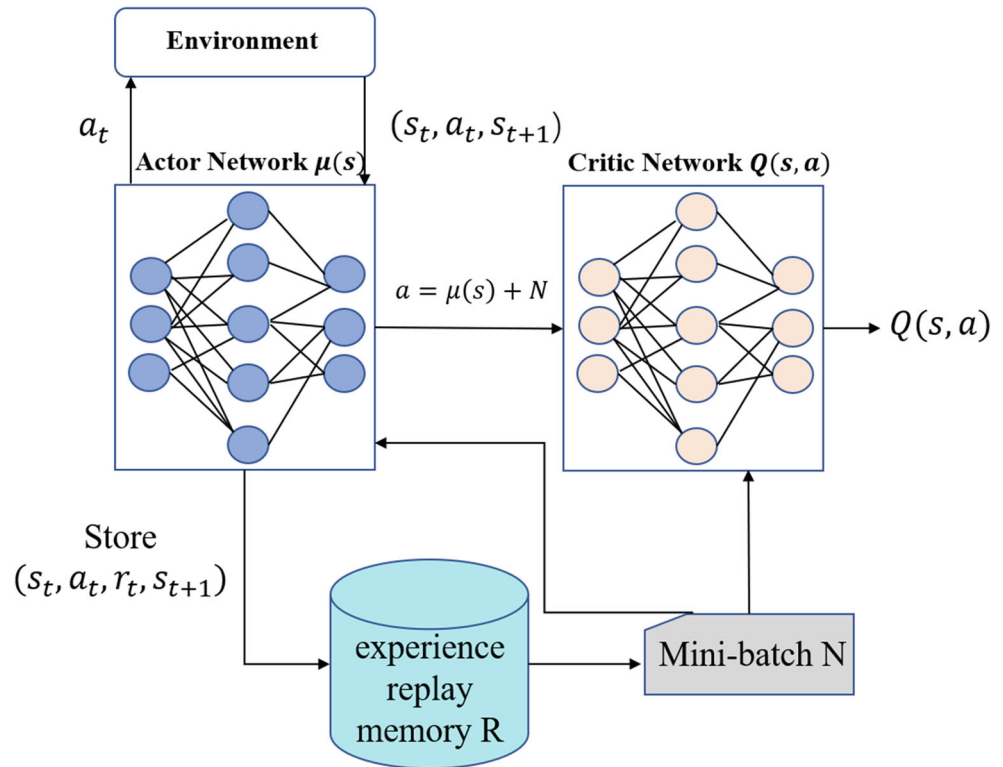 Environment
a_t
(s_t, a_t, s_{t+1})
Actor Network μ(s)
Critic Network Q(s, a)
a = μ(s) + N
Q(s, a)
Store
(s_t, a_t, r_t, s_{t+1})
experience
replay
memory R
Mini-batch N